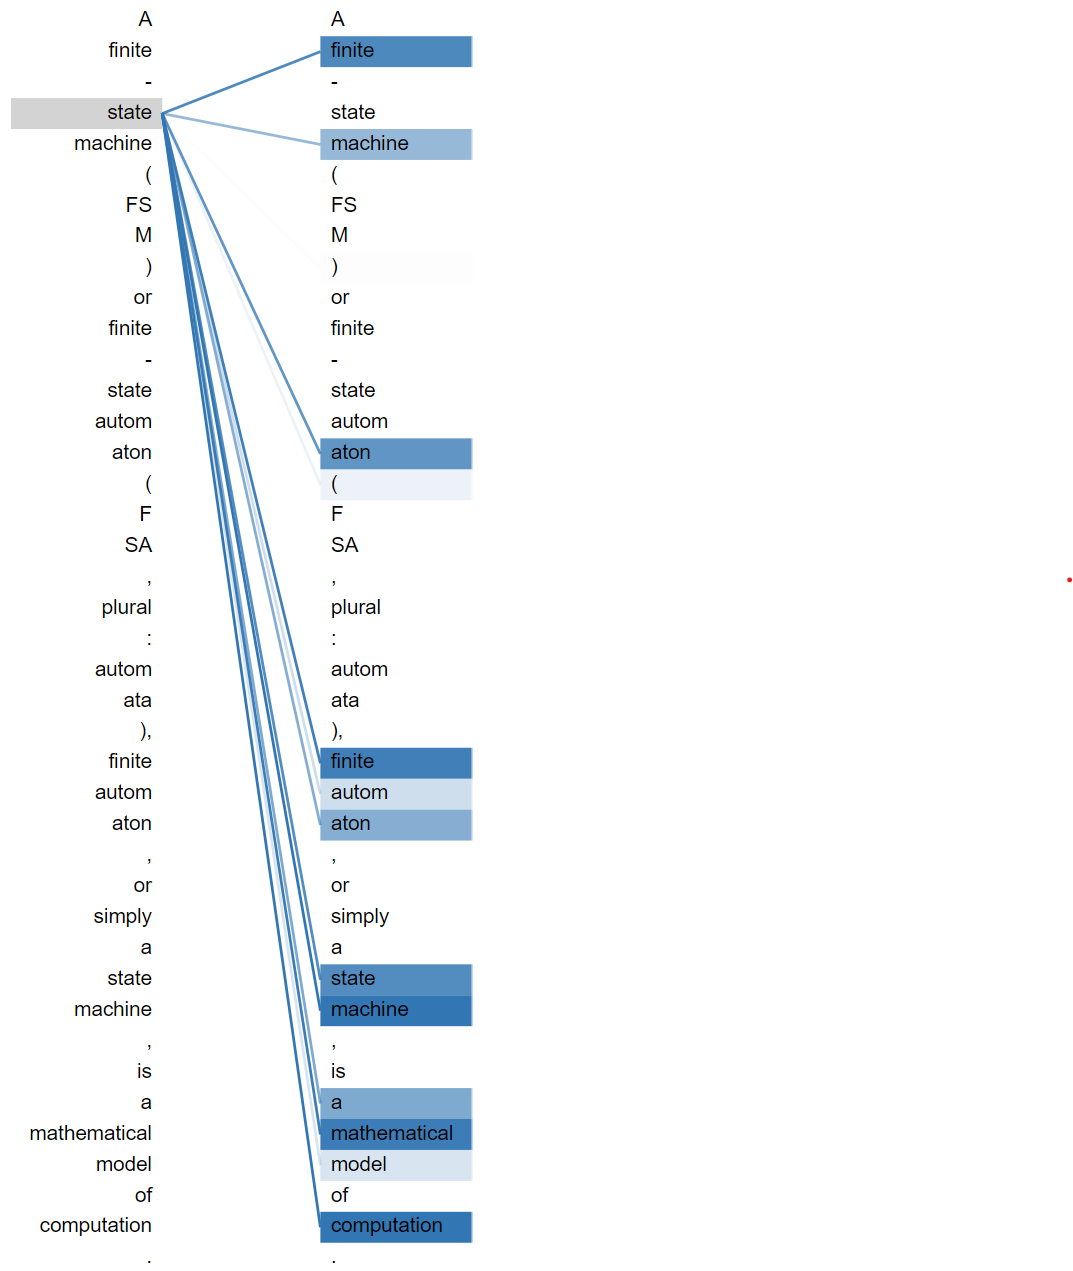 A A
finite finite
- -
state state
machine machine
( (
FS FS
M M
) )
or or
finite finite
- -
state state
autom autom
aton aton
( (
F F
SA SA
, ,
plural plural
: :
autom autom
ata ata
), ),
finite finite
autom autom
aton aton
, ,
or or
simply simply
a a
state state
machine machine
, ,
is is
a a
mathematical mathematical
model model
of of
computation computation
. .